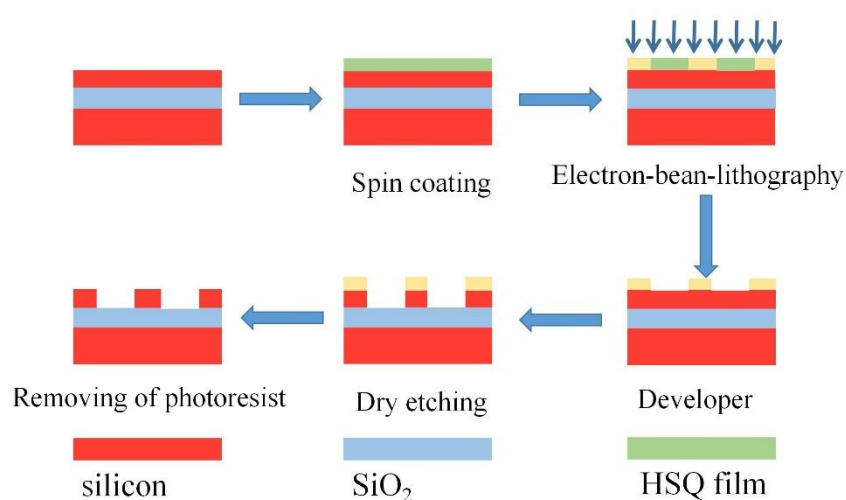 Spin coating
Electron-bean-lithography
Removing of photoresist
Dry etching
Developer
silicon
SiO₂
HSQ film